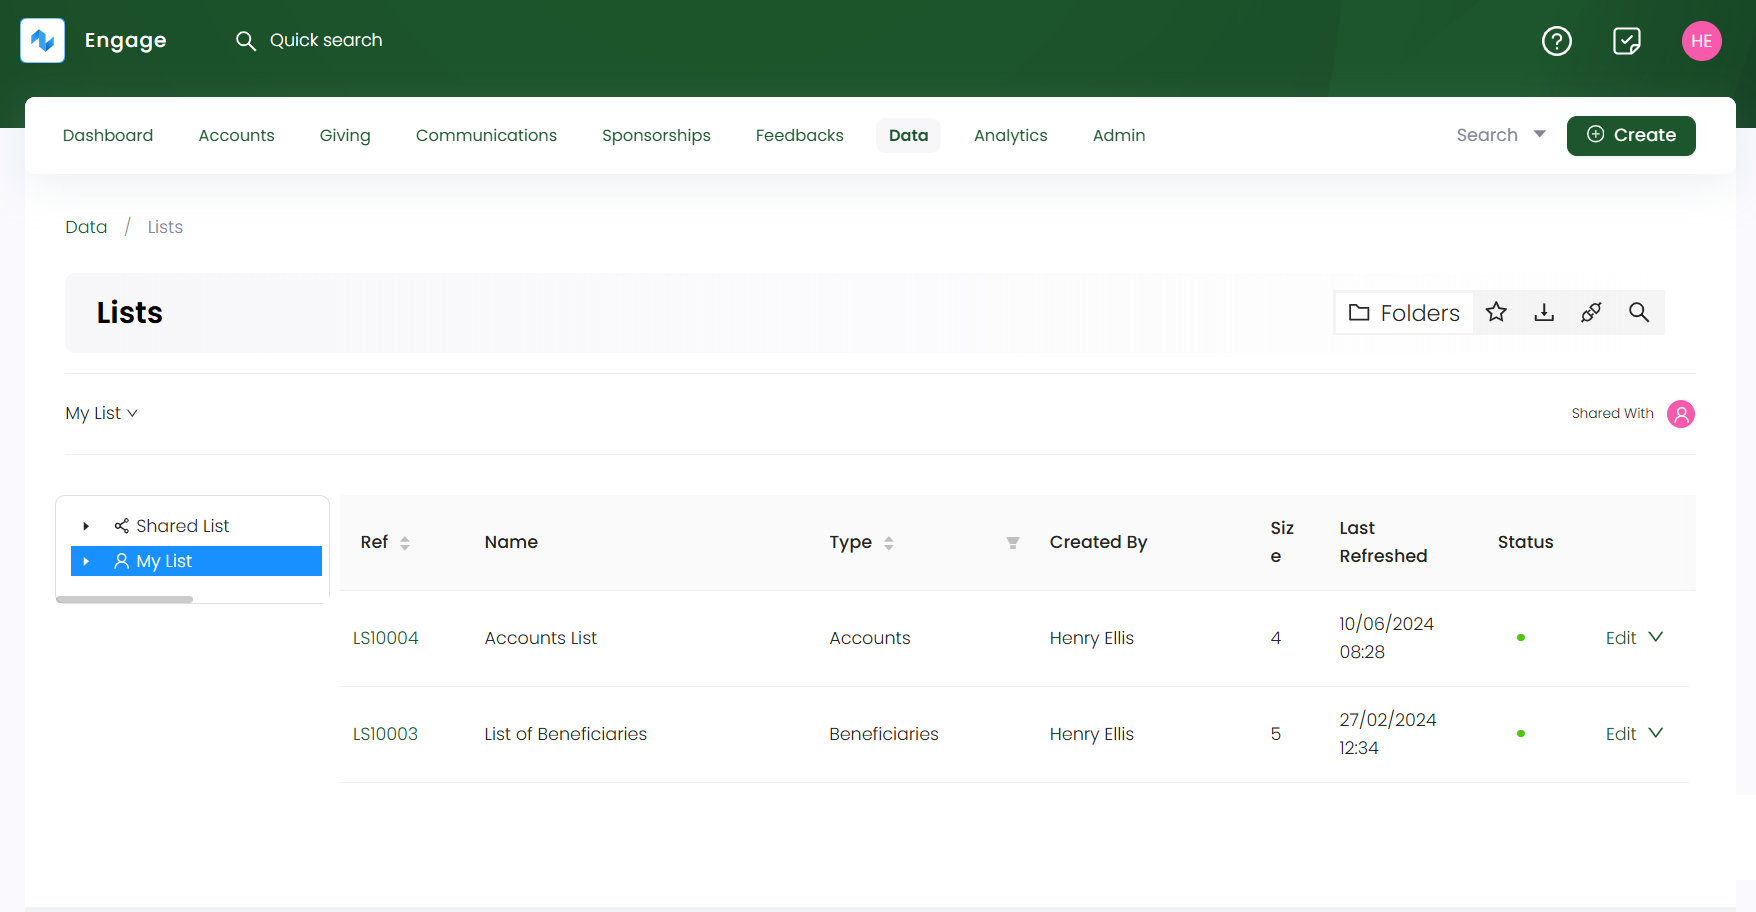 Engage
Quick search
HE
Dashboard
Accounts
Giving
Communications
Sponsorships
Feedbacks
Data
Analytics
Admin
Search
Create
Data / Lists
Lists
Folders
My List
Shared With
Shared List
My List
Ref
Name
Type
Created By
Siz
e
Last
Refreshed
Status
LS10004
Accounts List
Accounts
Henry Ellis
4
10/06/2024
08:28
Edit
LS10003
List of Beneficiaries
Beneficiaries
Henry Ellis
5
27/02/2024
12:34
Edit